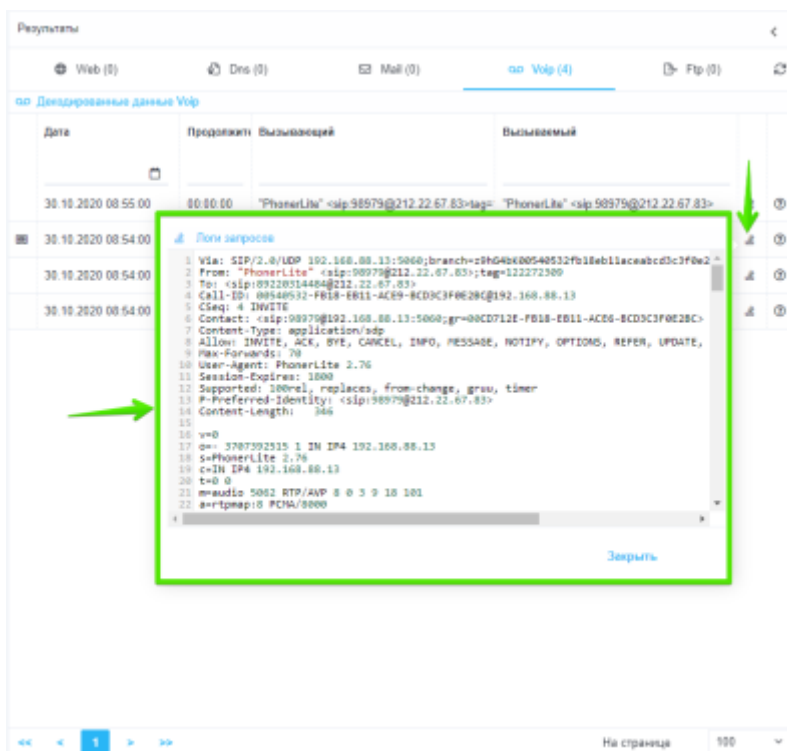 Результаты
Web (0) Dns (0) Mail (0) Voip (4) Ftp (0)
Декодированные данные Voip
Дата Продолжит Вызывающий Вызываемый
30.10.2020 08:55:00 00:00:00 "PhonerLite" <sip:98979@212.22.67.83>tag= "PhonerLite" <sip:98979@212.22.67.83>
30.10.2020 08:54:00
30.10.2020 08:54:00
30.10.2020 08:54:00
Логи запросов
1 Via: SIP/2.0/UDP 192.168.88.13:5060;branch=z9hG4bK00540532fb18eb11aceabcd3c3f0e2
2 From: "PhonerLite" <sip:98979@212.22.67.83>;tag=122272309
3 To: <sip:89220314484@212.22.67.83>
4 Call-ID: 00540532-FB18-EB11-ACE9-BCD3C3F0E2BC@192.168.88.13
5 CSeq: 4 INVITE
6 Contact: <sip:98979@192.168.88.13:5060;gr=00CD712E-FB18-EB11-ACE6-BCD3C3F0E2BC>
7 Content-Type: application/sdp
8 Allow: INVITE, ACK, BYE, CANCEL, INFO, MESSAGE, NOTIFY, OPTIONS, REFER, UPDATE,
9 Max-Forwards: 70
10 User-Agent: PhonerLite 2.76
11 Session-Expires: 1800
12 Supported: 100rel, replaces, from-change, gruu, timer
13 P-Preferred-Identity: <sip:98979@212.22.67.83>
14 Content-Length: 346
15
16 v=0
17 o=- 3707392515 1 IN IP4 192.168.88.13
18 s=PhonerLite 2.76
19 c=IN IP4 192.168.88.13
20 t=0 0
21 m=audio 5062 RTP/AVP 8 0 3 9 18 101
22 a=rtpmap:8 PCMA/8000
Закрыть
<< < 1 > >> На странице 100